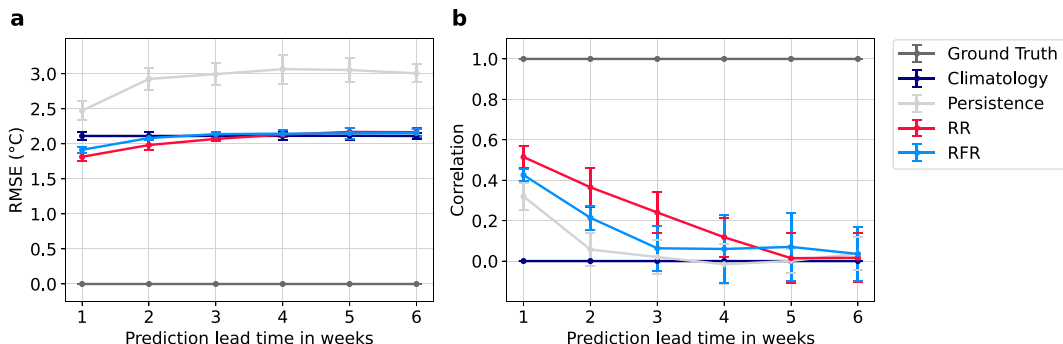 a
RMSE (°C)
3.0
2.5
2.0
1.5
1.0
0.5
0.0
1 2 3 4 5 6
Prediction lead time in weeks
b
Correlation
1.0
0.8
0.6
0.4
0.2
0.0
1 2 3 4 5 6
Prediction lead time in weeks
Ground Truth
Climatology
Persistence
RR
RFR